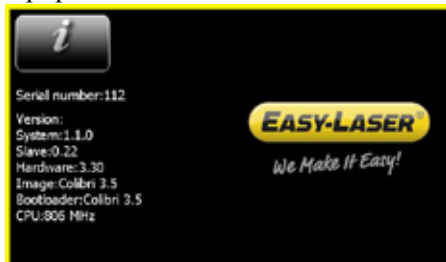 i
Serial number:112
Version:
System:1.1.0
Slave:0.22
Hardware:3.30
Image:Colibri 3.5
Bootloader:Colibri 3.5
CPU:806 MHz
EASY-LASER®
We Make It Easy!